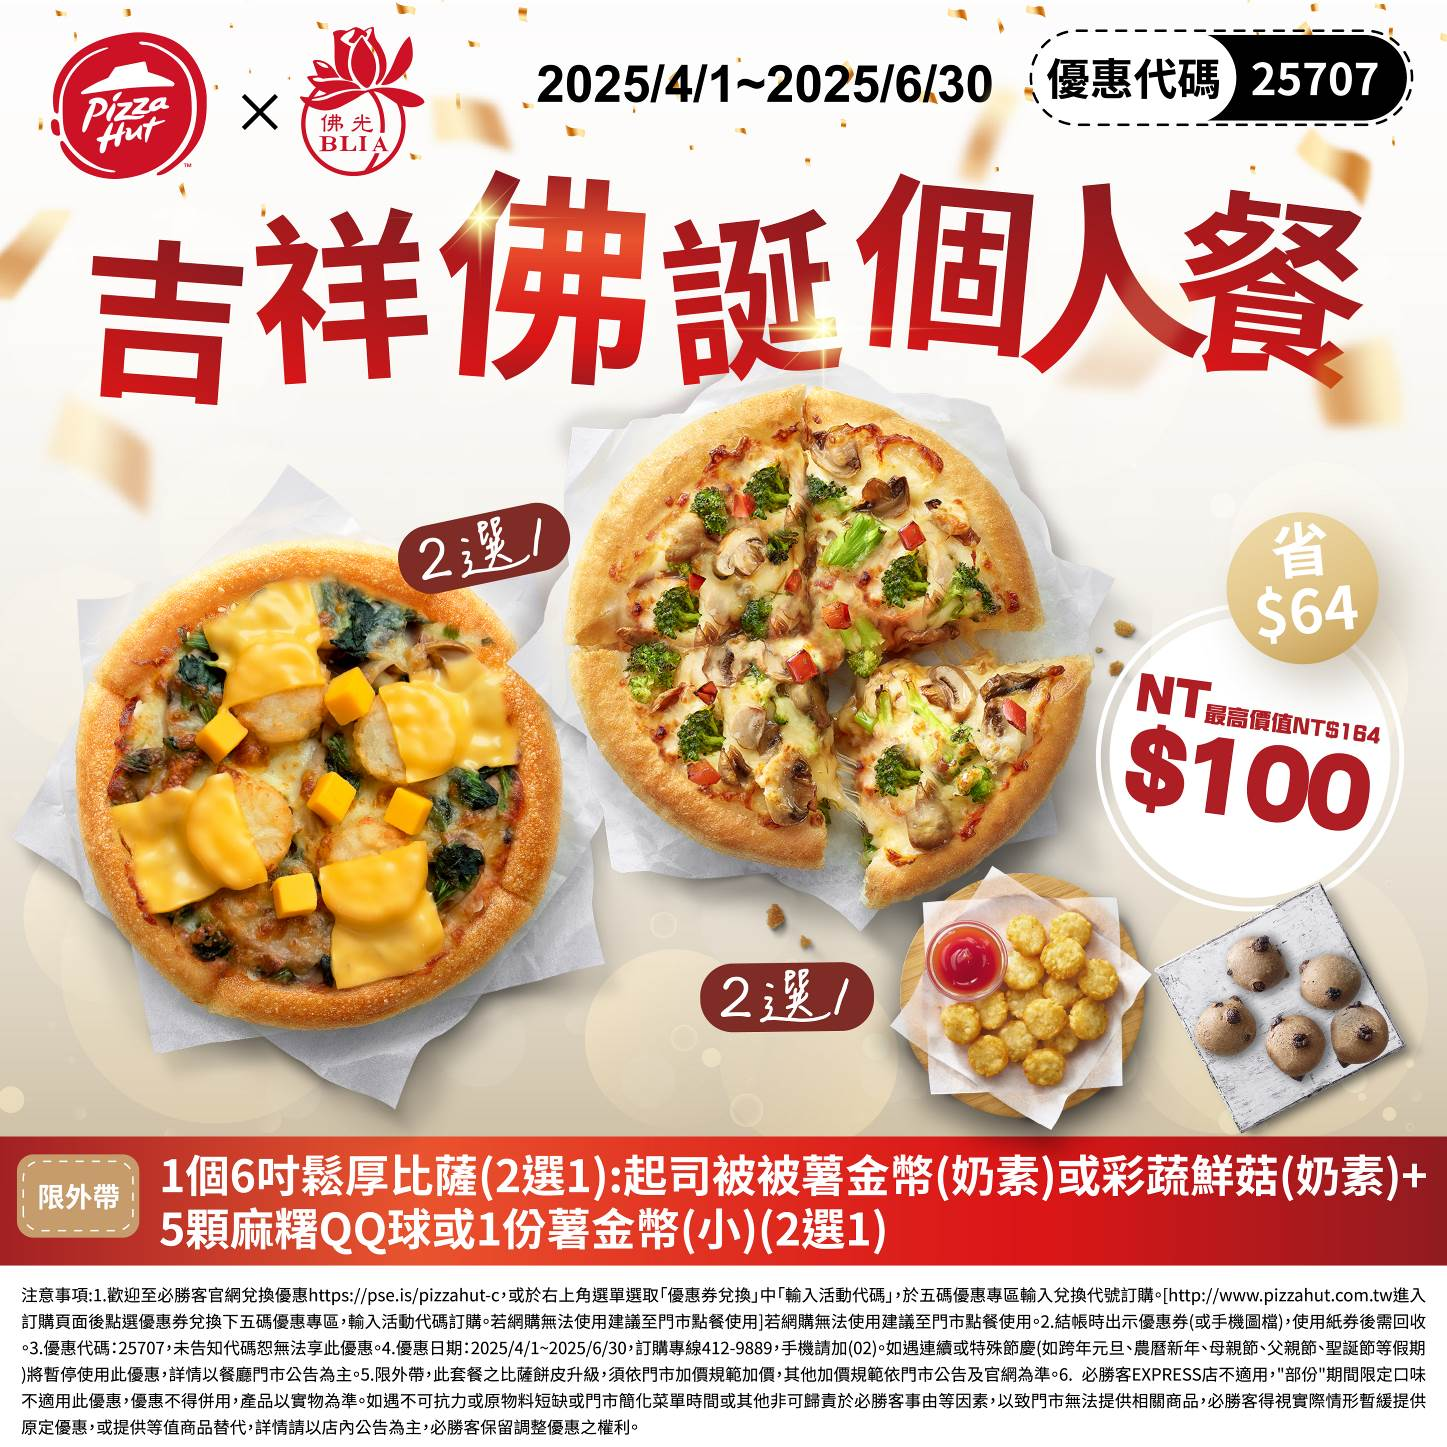 Pizza Hut
×
佛光
BLIA
2025/4/1~2025/6/30
優惠代碼 25707
吉祥佛誕個人餐
2選1
省
$64
NT最高價值NT$164
$100
2選1
限外帶
1個6吋鬆厚比薩(2選1):起司被被薯金幣(奶素)或彩蔬鮮菇(奶素)+
5顆麻糬QQ球或1份薯金幣(小)(2選1)
注意事項:1.歡迎至必勝客官網兌換優惠https://pse.is/pizzahut-c,或於右上角選單選取「優惠券兌換」中「輸入活動代碼」,於五碼優惠專區輸入兌換代號訂購。[http://www.pizzahut.com.tw進入
訂購頁面後點選優惠券兌換下五碼優惠專區,輸入活動代碼訂購。若網購無法使用建議至門市點餐使用]若網購無法使用建議至門市點餐使用。2.結帳時出示優惠券(或手機圖檔),使用紙券後需回收
。3.優惠代碼:25707,未告知代碼恕無法享此優惠。4.優惠日期:2025/4/1~2025/6/30,訂購專線412-9889,手機請加(02)。如遇連續或特殊節慶(如跨年元旦、農曆新年、母親節、父親節、聖誕節等假期
)將暫停使用此優惠,詳情以餐廳門市公告為主。5.限外帶,此套餐之比薩餅皮升級,須依門市加價規範加價,其他加價規範依門市公告及官網為準。6. 必勝客EXPRESS店不適用,"部份"期間限定口味
不適用此優惠,優惠不得併用,產品以實物為準。如遇不可抗力或原物料短缺或門市簡化菜單時間或其他非可歸責於必勝客事由等因素,以致門市無法提供相關商品,必勝客得視實際情形暫緩提供
原定優惠,或提供等值商品替代,詳情請以店內公告為主,必勝客保留調整優惠之權利。